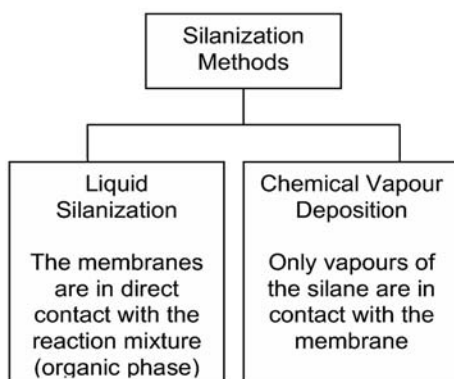 Silanization
Methods
Liquid
Silanization
The membranes
are in direct
contact with the
reaction mixture
(organic phase)
Chemical Vapour
Deposition
Only vapours of
the silane are in
contact with the
membrane